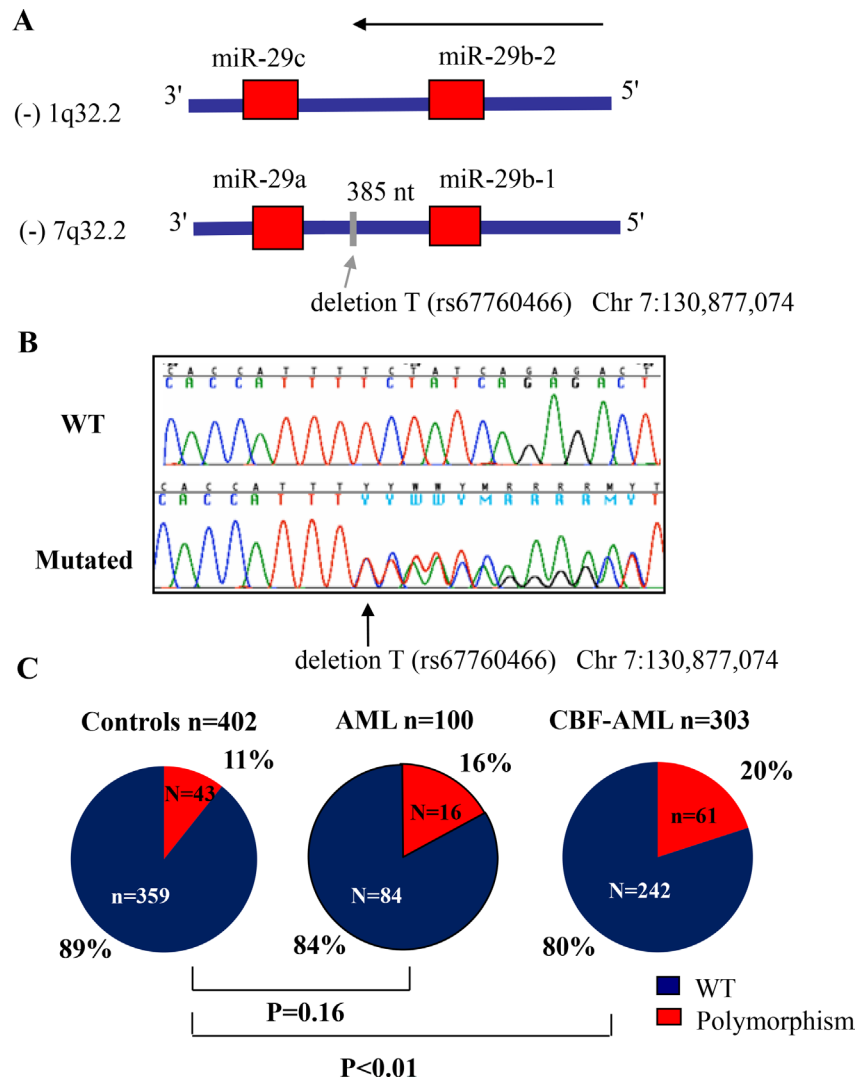 A
miR-29c miR-29b-2
(-) 1q32.2 3' 5'
miR-29a 385 nt miR-29b-1
(-) 7q32.2 3' 5'
deletion T (rs67760466) Chr 7:130,877,074
B
C A C C A T T T T C T A T C A G A G A C T
C A C C A T T T T C T A T C A G A G A C T
WT
C A C C A T T T Y Y W W Y M R R R R M Y T
C A C C A T T T Y Y W W Y M R R R R M Y T
Mutated
deletion T (rs67760466) Chr 7:130,877,074
C
Controls n=402 AML n=100 CBF-AML n=303
11% 16% 20%
N=43 N=16 n=61
n=359 N=84 N=242
89% 84% 80%
P=0.16
P<0.01
WT
Polymorphism